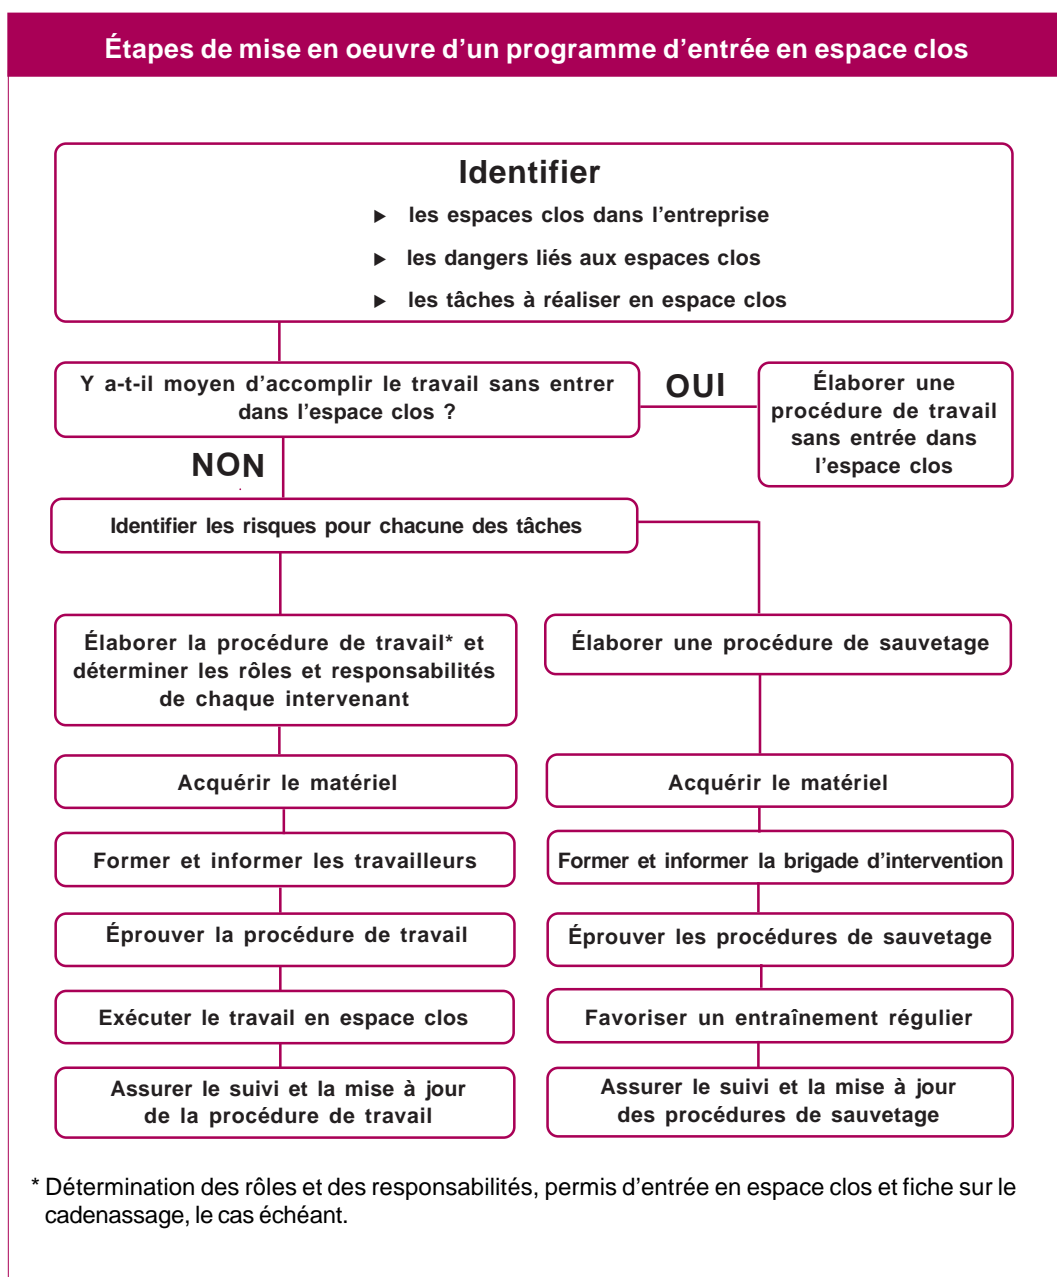 Étapes de mise en oeuvre d’un programme d’entrée en espace clos
Identifier
► les espaces clos dans l’entreprise
► les dangers liés aux espaces clos
► les tâches à réaliser en espace clos
Y a-t-il moyen d’accomplir le travail sans entrer
dans l’espace clos ?
OUI
Élaborer une
procédure de travail
sans entrée dans
l’espace clos
NON
Identifier les risques pour chacune des tâches
Élaborer la procédure de travail* et
déterminer les rôles et responsabilités
de chaque intervenant
Acquérir le matériel
Former et informer les travailleurs
Éprouver la procédure de travail
Exécuter le travail en espace clos
Assurer le suivi et la mise à jour
de la procédure de travail
Élaborer une procédure de sauvetage
Acquérir le matériel
Former et informer la brigade d’intervention
Éprouver les procédures de sauvetage
Favoriser un entraînement régulier
Assurer le suivi et la mise à jour
des procédures de sauvetage
* Détermination des rôles et des responsabilités, permis d’entrée en espace clos et fiche sur le
cadenassage, le cas échéant.